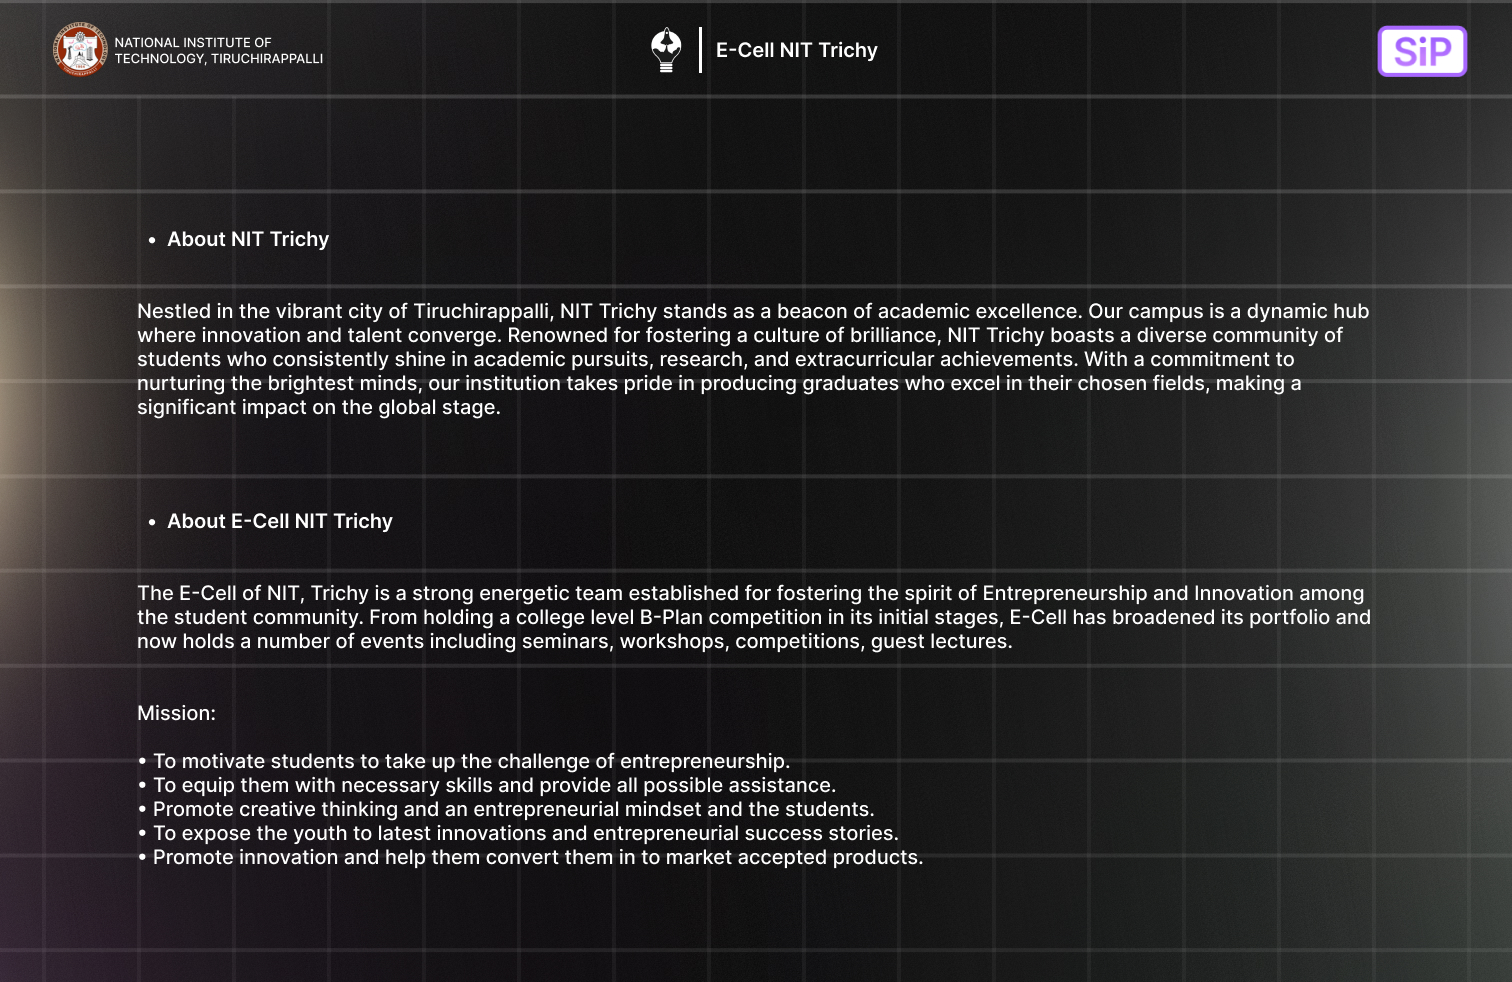 NATIONAL INSTITUTE OF
TECHNOLOGY, TIRUCHIRAPPALLI
E-Cell NIT Trichy
SiP
• About NIT Trichy
Nestled in the vibrant city of Tiruchirappalli, NIT Trichy stands as a beacon of academic excellence. Our campus is a dynamic hub
where innovation and talent converge. Renowned for fostering a culture of brilliance, NIT Trichy boasts a diverse community of
students who consistently shine in academic pursuits, research, and extracurricular achievements. With a commitment to
nurturing the brightest minds, our institution takes pride in producing graduates who excel in their chosen fields, making a
significant impact on the global stage.
• About E-Cell NIT Trichy
The E-Cell of NIT, Trichy is a strong energetic team established for fostering the spirit of Entrepreneurship and Innovation among
the student community. From holding a college level B-Plan competition in its initial stages, E-Cell has broadened its portfolio and
now holds a number of events including seminars, workshops, competitions, guest lectures.
Mission:
• To motivate students to take up the challenge of entrepreneurship.
• To equip them with necessary skills and provide all possible assistance.
• Promote creative thinking and an entrepreneurial mindset and the students.
• To expose the youth to latest innovations and entrepreneurial success stories.
• Promote innovation and help them convert them in to market accepted products.